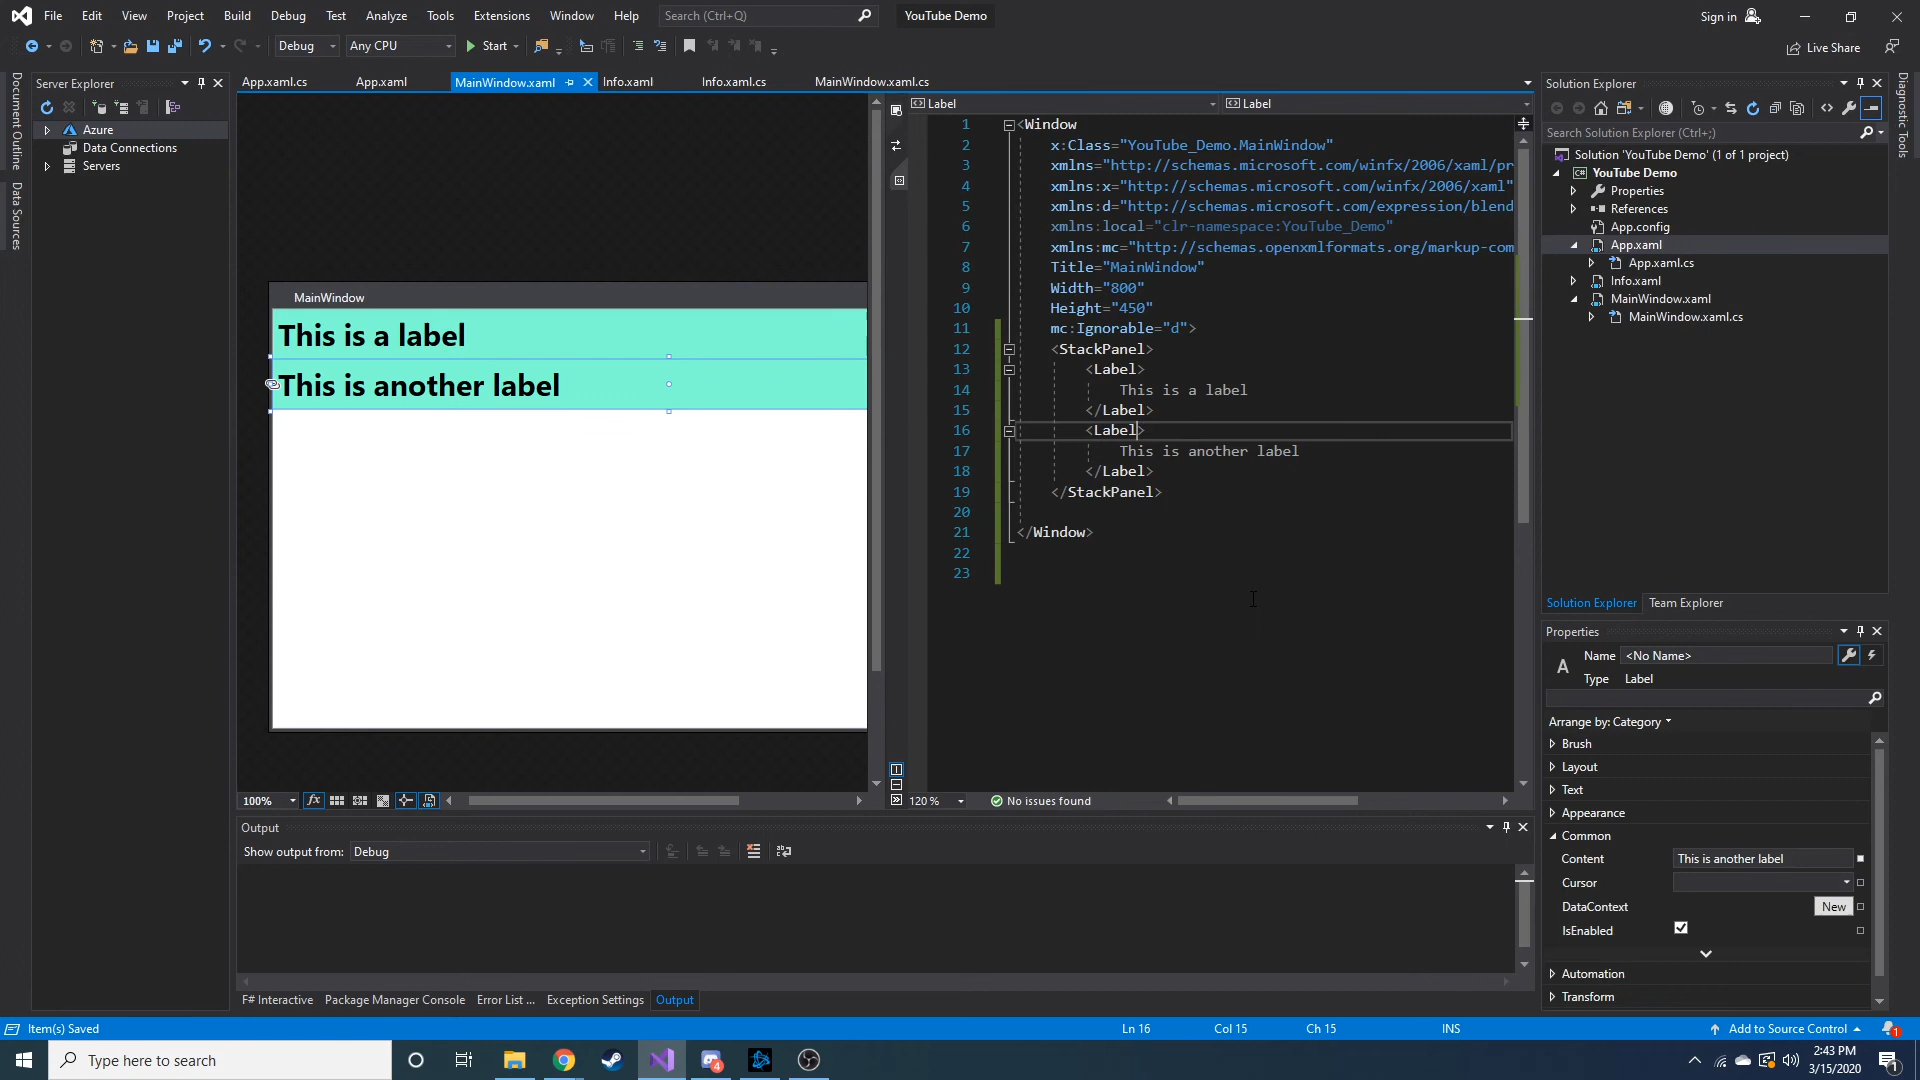 File Edit View Project Build Debug Test Analyze Tools Extensions Window Help Search (Ctrl+Q) YouTube Demo Sign in
Debug Any CPU Start Live Share
Document Outline
Data Sources
Server Explorer
Azure
Data Connections
Servers
App.xaml.cs App.xaml MainWindow.xaml Info.xaml Info.xaml.cs MainWindow.xaml.cs
MainWindow
This is a label
This is another label
100%
Label Label
1 <Window
2 x:Class="YouTube_Demo.MainWindow"
3 xmlns="http://schemas.microsoft.com/winfx/2006/xaml/pr
4 xmlns:x="http://schemas.microsoft.com/winfx/2006/xaml"
5 xmlns:d="http://schemas.microsoft.com/expression/blend
6 xmlns:local="clr-namespace:YouTube_Demo"
7 xmlns:mc="http://schemas.openxmlformats.org/markup-com
8 Title="MainWindow"
9 Width="800"
10 Height="450"
11 mc:Ignorable="d">
12 <StackPanel>
13 <Label>
14 This is a label
15 </Label>
16 <Label>
17 This is another label
18 </Label>
19 </StackPanel>
20
21 </Window>
22
23
120 % No issues found
Output
Show output from: Debug
F# Interactive Package Manager Console Error List ... Exception Settings Output
Solution Explorer
Search Solution Explorer (Ctrl+;)
Solution 'YouTube Demo' (1 of 1 project)
C# YouTube Demo
Properties
References
App.config
App.xaml
App.xaml.cs
Info.xaml
MainWindow.xaml
MainWindow.xaml.cs
Solution Explorer Team Explorer
Diagnostic Tools
Properties
A
Name <No Name>
Type Label
Arrange by: Category
Brush
Layout
Text
Appearance
Common
Content This is another label
Cursor
DataContext New
IsEnabled
Automation
Transform
Item(s) Saved Ln 16 Col 15 Ch 15 INS Add to Source Control 1
Type here to search 4 2:43 PM
3/15/2020 1